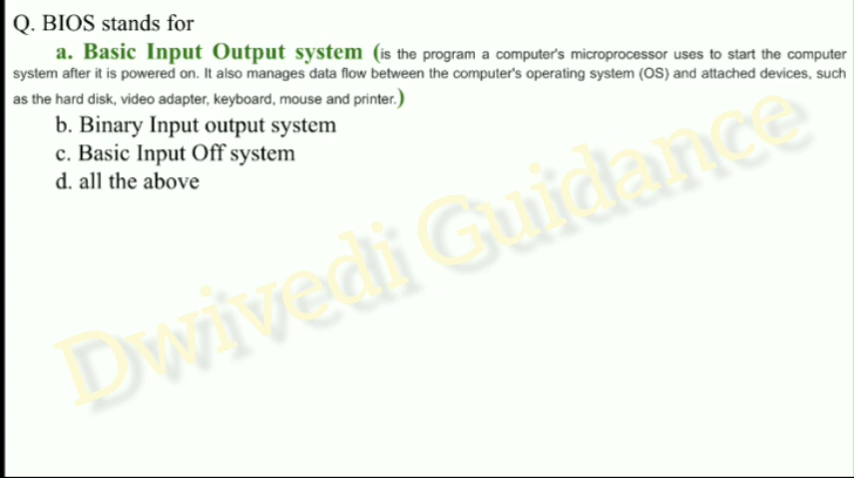 Q. BIOS stands for
a. Basic Input Output system (is the program a computer's microprocessor uses to start the computer
system after it is powered on. It also manages data flow between the computer's operating system (OS) and attached devices, such
as the hard disk, video adapter, keyboard, mouse and printer.)
b. Binary Input output system
c. Basic Input Off system
d. all the above
Dwivedi Guidance